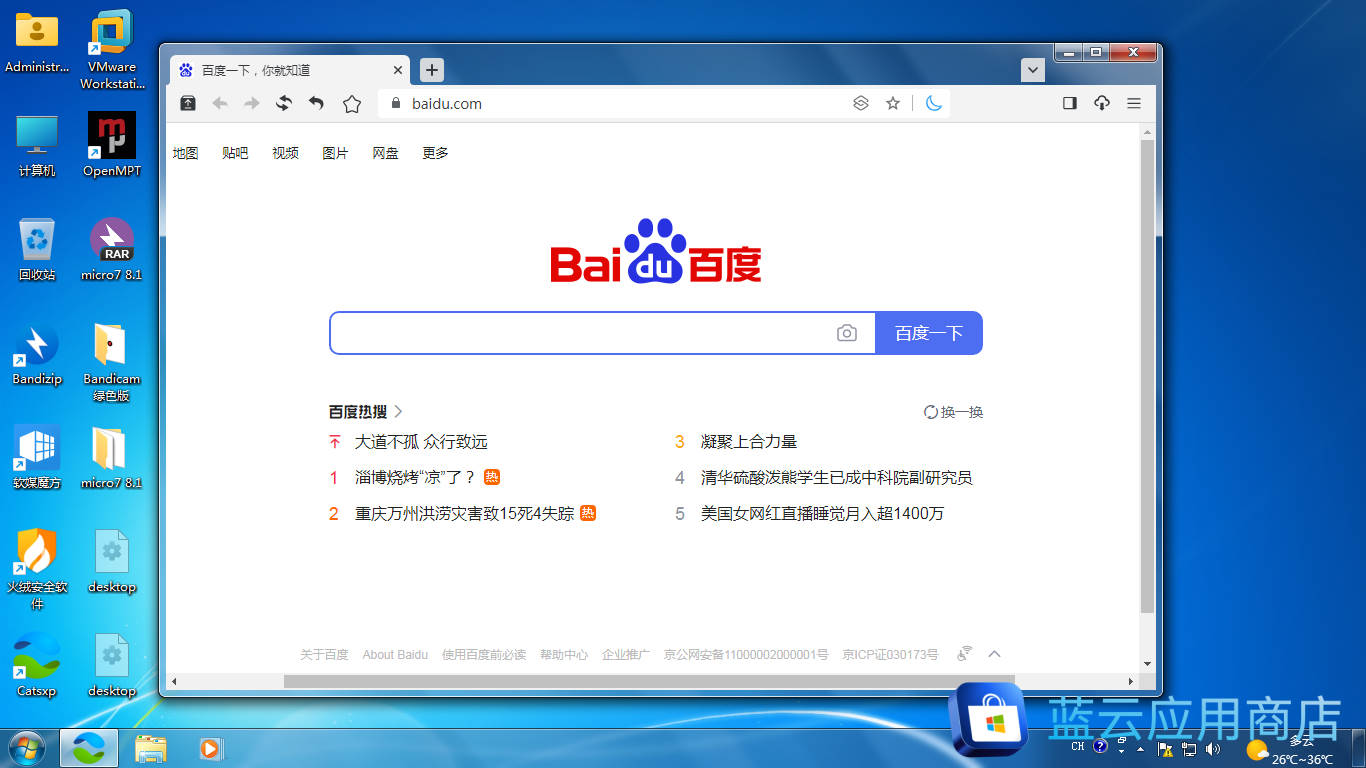 Administr...
VMware
Workstati...
计算机
OpenMPT
回收站
RAR
micro7 8.1
Bandizip
Bandicam
绿色版
软媒魔方
micro7 8.1
火绒安全软
件
desktop
Catsxp
desktop
百度一下，你就知道
baidu.com
地图 贴吧 视频 图片 网盘 更多
Bai du 百度
百度一下
百度热搜
换一换
大道不孤 众行致远
1 淄博烧烤“凉”了？ 热
2 重庆万州洪涝灾害致15死4失踪 热
3 凝聚上合力量
4 清华硫酸泼熊学生已成中科院副研究员
5 美国女网红直播睡觉月入超1400万
关于百度 About Baidu 使用百度前必读 帮助中心 企业推广 京公网安备11000002000001号 京ICP证030173号
蓝云应用商店
CH
多云
26℃~36℃